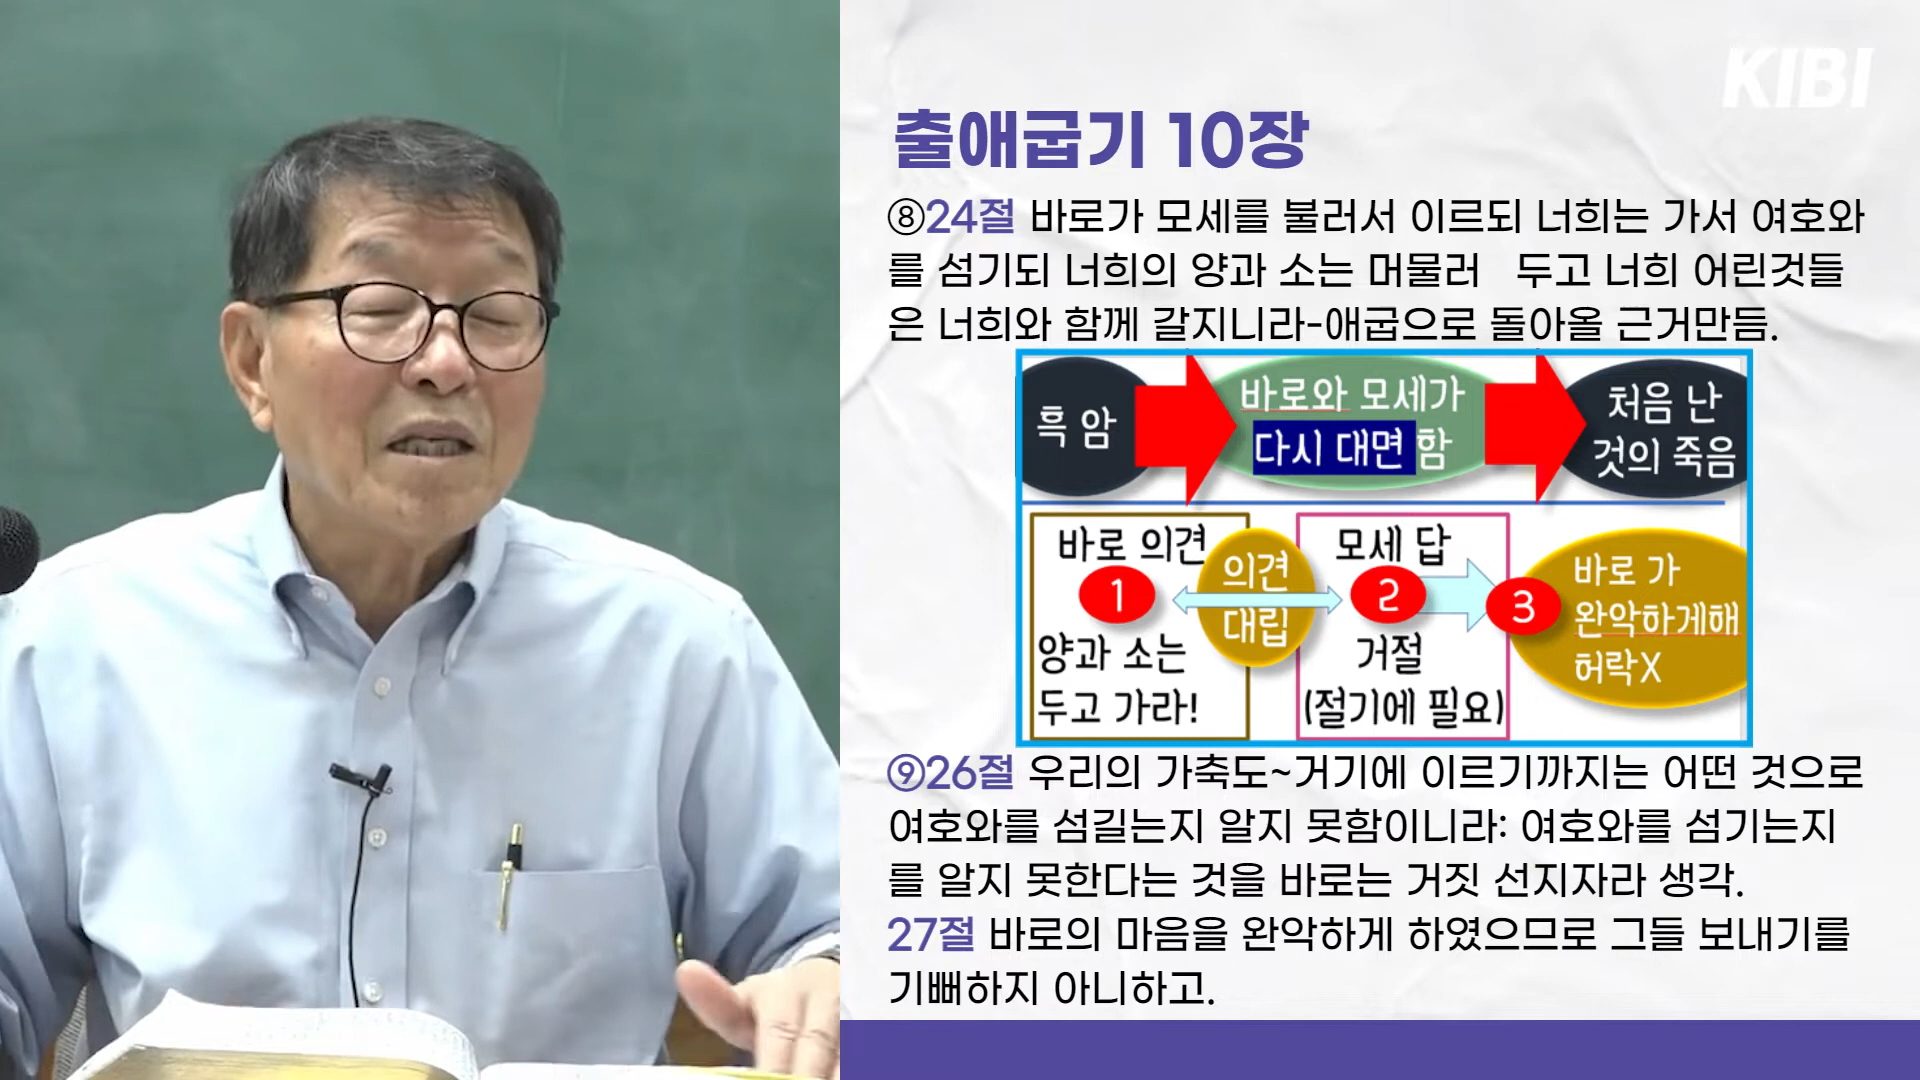 KIBI
출애굽기 10장
⑧24절 바로가 모세를 불러서 이르되 너희는 가서 여호와
를 섬기되 너희의 양과 소는 머물러 두고 너희 어린것들
은 너희와 함께 갈지니라-애굽으로 돌아올 근거만듬.
흑 암
바로와 모세가
다시 대면 함
처음 난
것의 죽음
바로 의견
1
양과 소는
두고 가라!
의견
대립
모세 답
2
거절
(절기에 필요)
3
바로 가
완악하게해
허락X
⑨26절 우리의 가축도~거기에 이르기까지는 어떤 것으로
여호와를 섬길는지 알지 못함이니라: 여호와를 섬기는지
를 알지 못한다는 것을 바로는 거짓 선지자라 생각.
27절 바로의 마음을 완악하게 하였으므로 그들 보내기를
기뻐하지 아니하고.